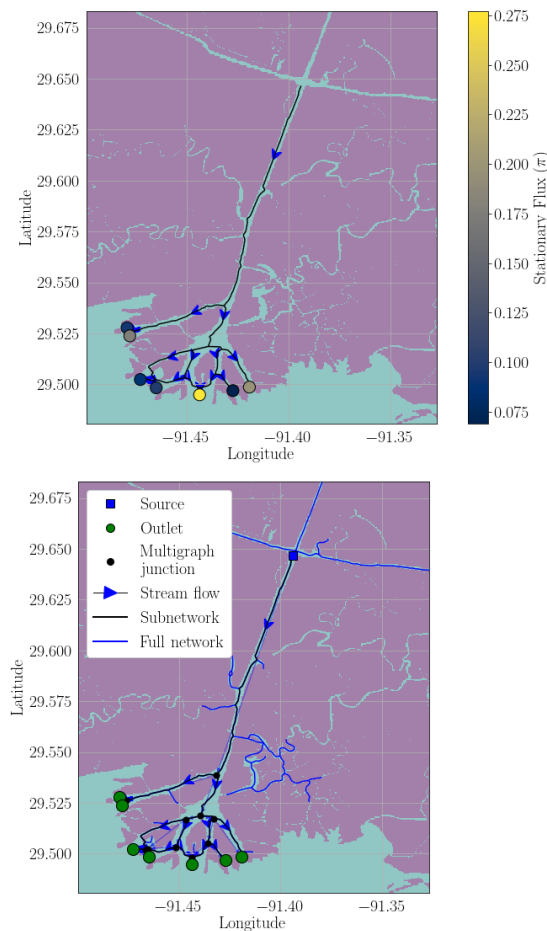 29.675
29.650
29.625
29.600
29.575
29.550
29.525
29.500
Latitude
−91.45
−91.40
−91.35
Longitude
0.275
0.250
0.225
0.200
0.175
0.150
0.125
0.100
0.075
Stationary Flux (π)
29.675
29.650
29.625
29.600
29.575
29.550
29.525
29.500
Latitude
Source
Outlet
Multigraph
junction
Stream flow
Subnetwork
Full network
−91.45
−91.40
−91.35
Longitude